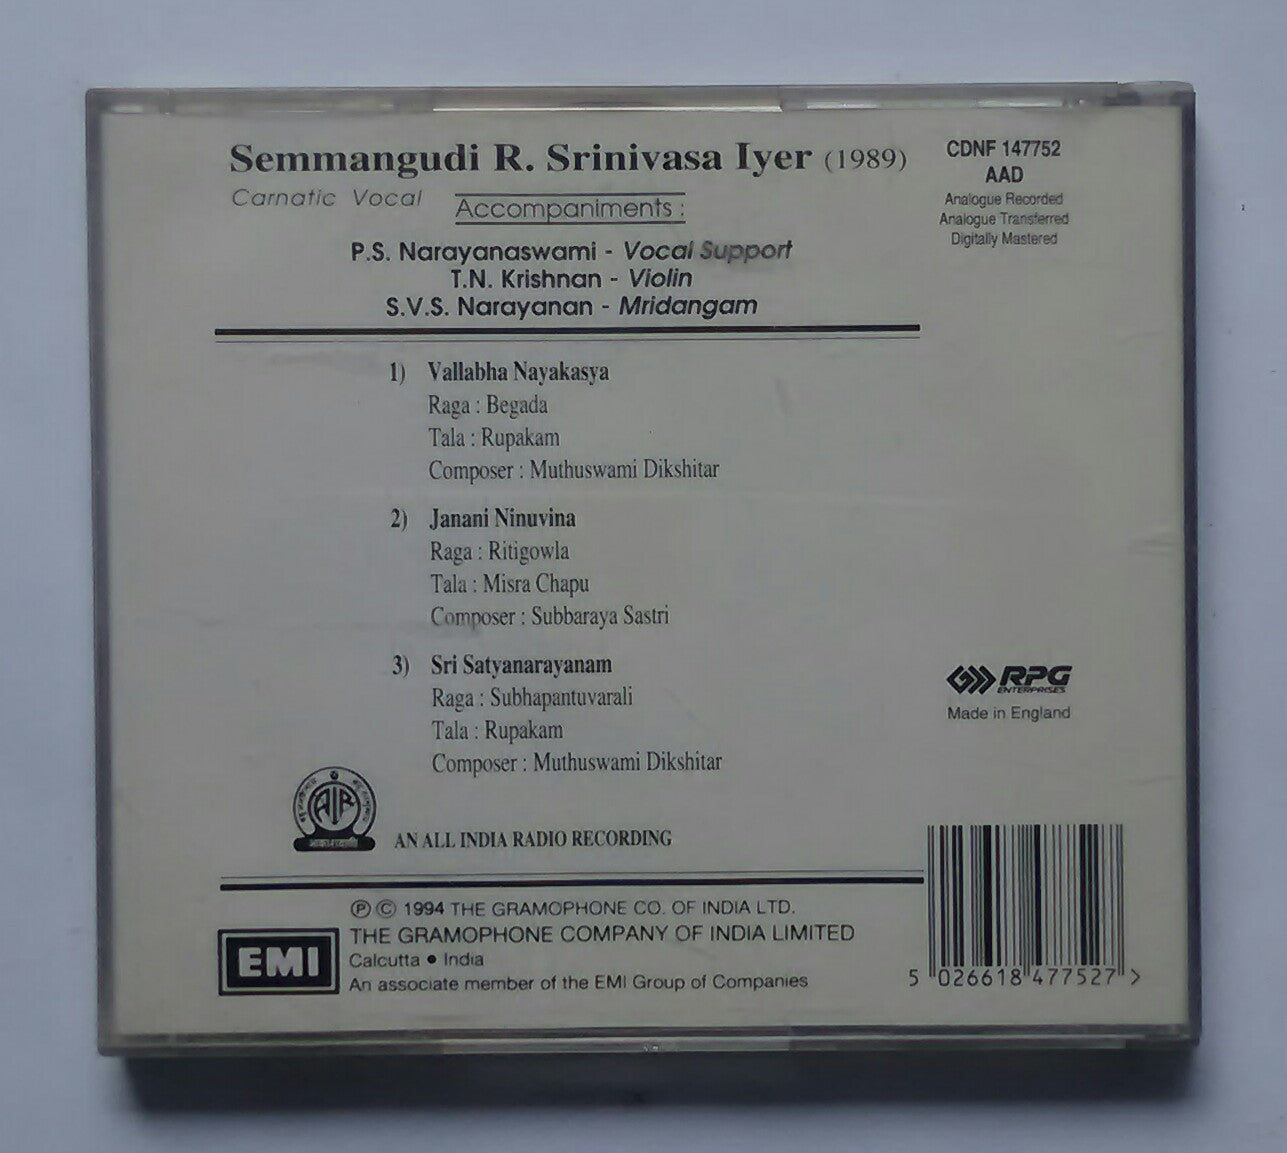 Semmangudi R. Srinivasa Iyer (1989)
Carnatic Vocal
Accompaniments :
P.S. Narayanaswami - Vocal Support
T.N. Krishnan - Violin
S.V.S. Narayanan - Mridangam
CDNF 147752
AAD
Analogue Recorded
Analogue Transferred
Digitally Mastered
1) Vallabha Nayakasya
Raga : Begada
Tala : Rupakam
Composer : Muthuswami Dikshitar
2) Janani Ninuvina
Raga : Ritigowla
Tala : Misra Chapu
Composer : Subbaraya Sastri
3) Sri Satyanarayanam
Raga : Subhapantuvarali
Tala : Rupakam
Composer : Muthuswami Dikshitar
RPG
ENTERPRISES
Made in England
AIR
AN ALL INDIA RADIO RECORDING
Ⓟ © 1994 THE GRAMOPHONE CO. OF INDIA LTD.
THE GRAMOPHONE COMPANY OF INDIA LIMITED
Calcutta • India
An associate member of the EMI Group of Companies
EMI
5 026618 477527 >